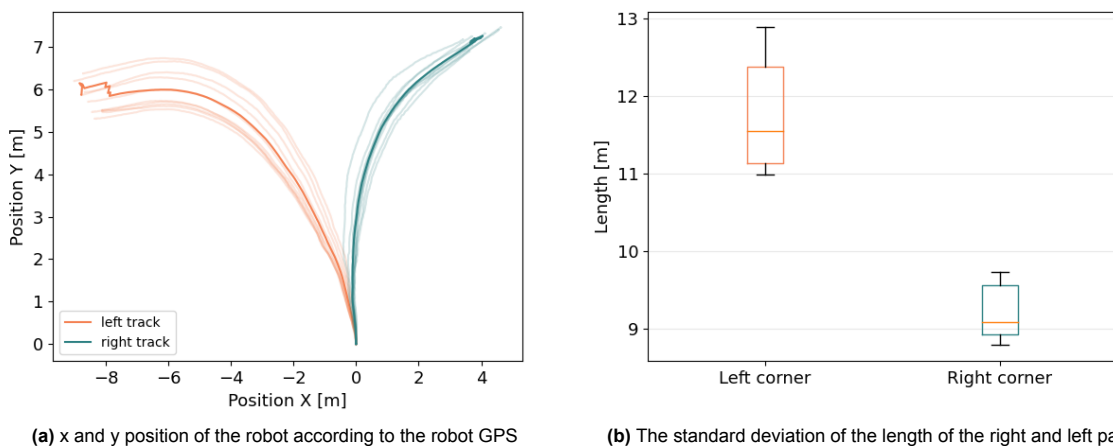 7
6
5
4
3
2
1
0
Position Y [m]
left track
right track
−8 −6 −4 −2 0 2 4
Position X [m]
(a) x and y position of the robot according to the robot GPS
13
12
11
10
9
Length [m]
Left corner Right corner
(b) The standard deviation of the length of the right and left pa